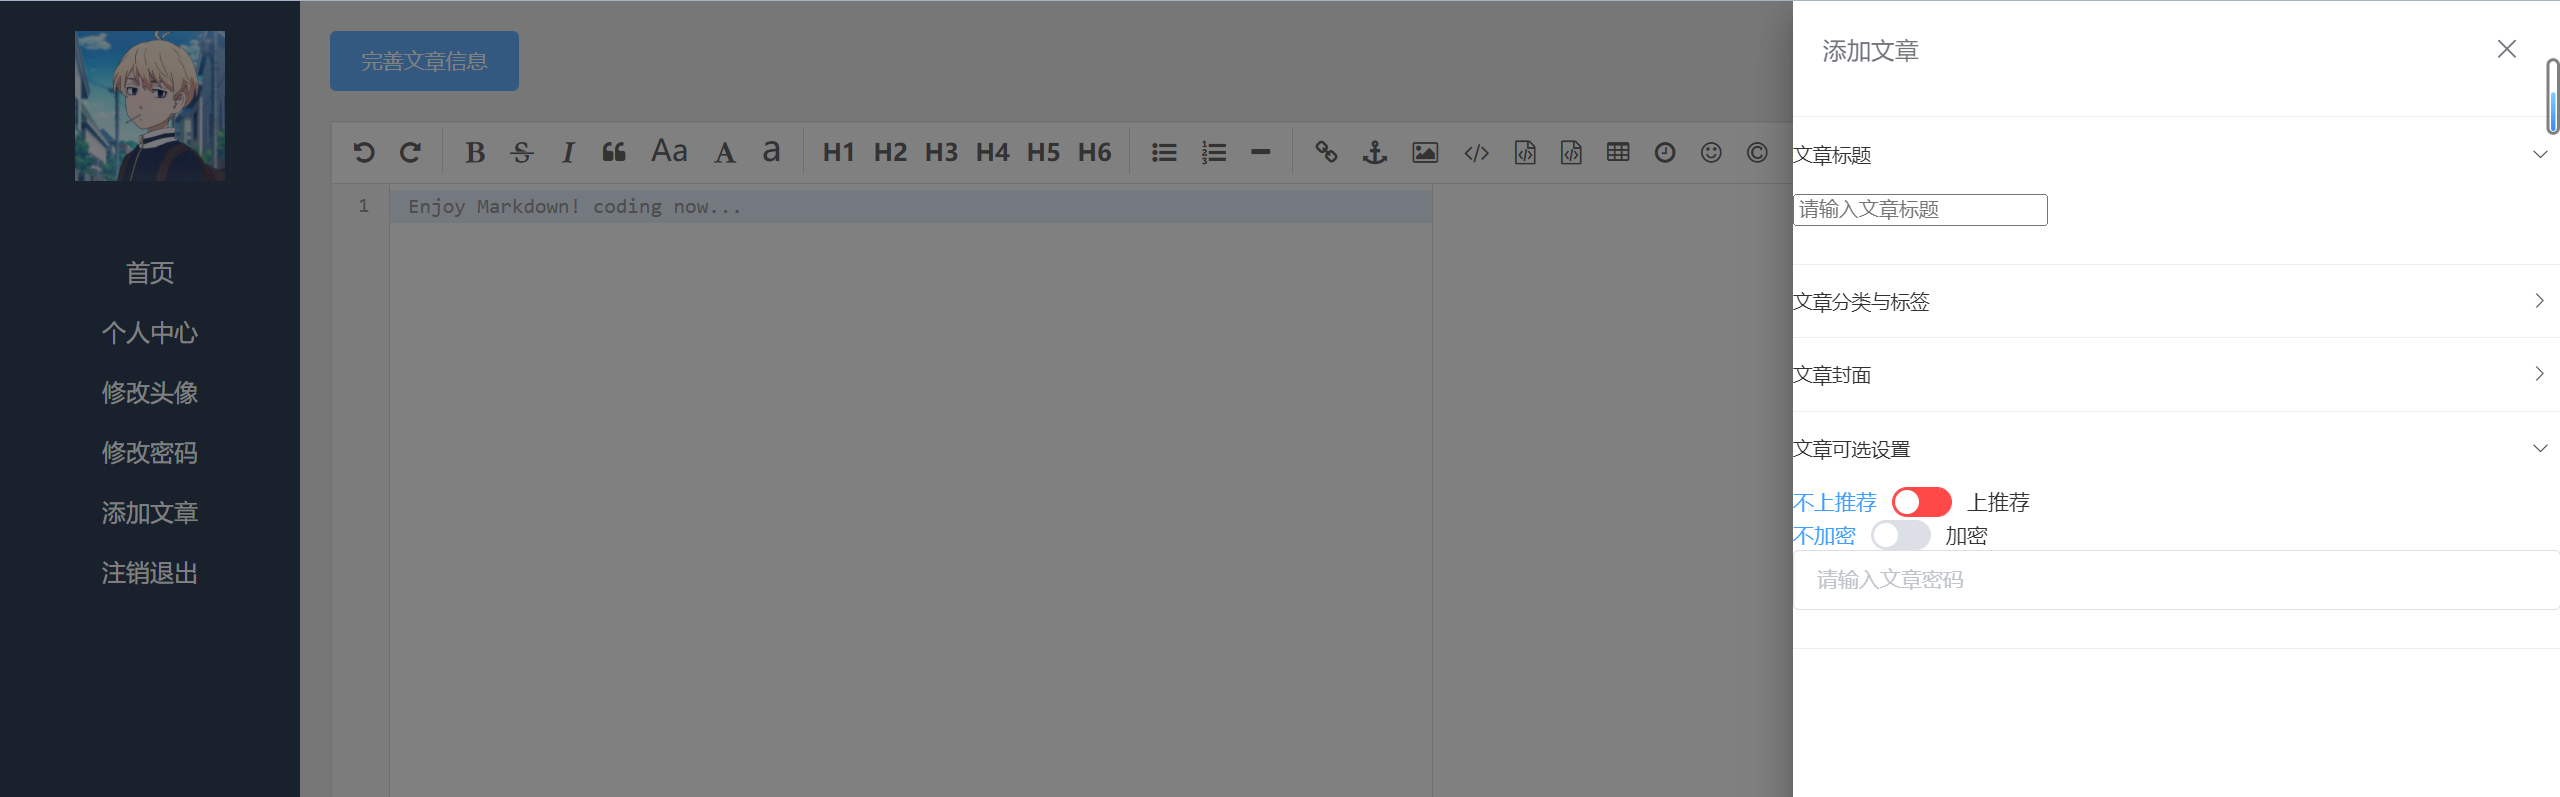 首页
个人中心
修改头像
修改密码
添加文章
注销退出
完善文章信息
B S I Aa A a H1 H2 H3 H4 H5 H6
1 Enjoy Markdown! coding now...
添加文章
文章标题
请输入文章标题
文章分类与标签
文章封面
文章可选设置
不上推荐 上推荐
不加密 加密
请输入文章密码